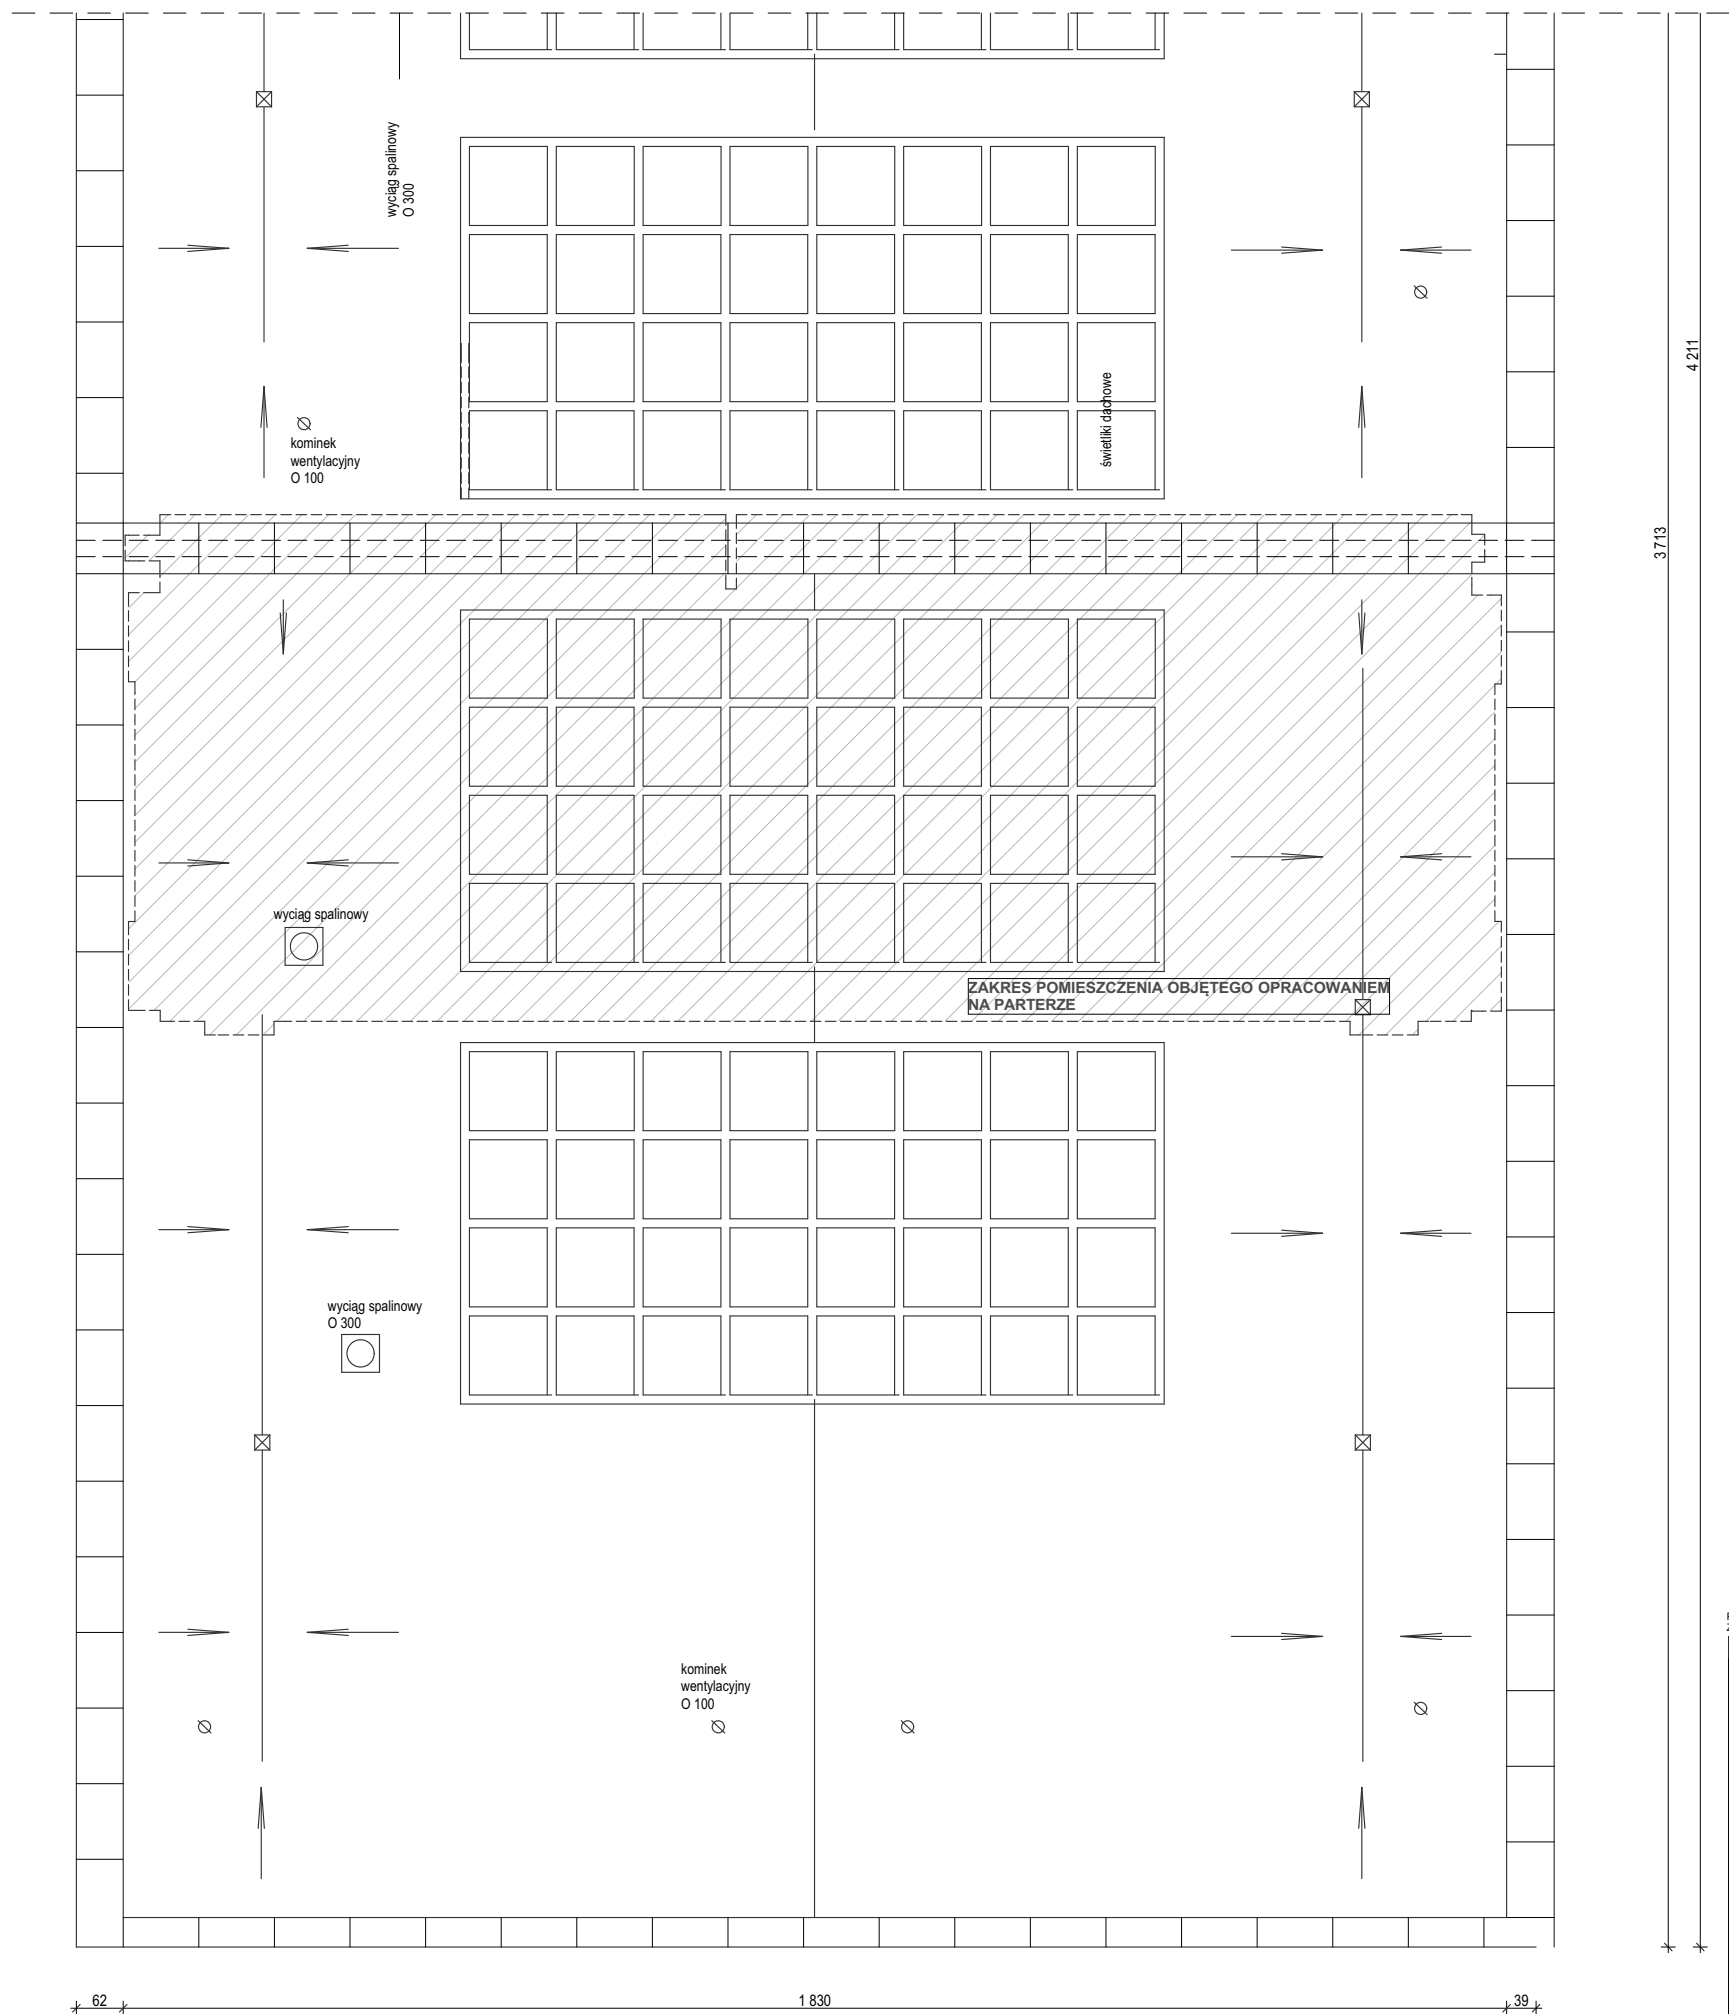 wyciąg spalinowy
O 300
kominek
wentylacyjny
O 100
świetliki dachowe
4 211
3 713
wyciąg spalinowy
ZAKRES POMIESZCZENIA OBJĘTEGO OPRACOWANIEM
NA PARTERZE
wyciąg spalinowy
O 300
kominek
wentylacyjny
O 100
62
1 830
39